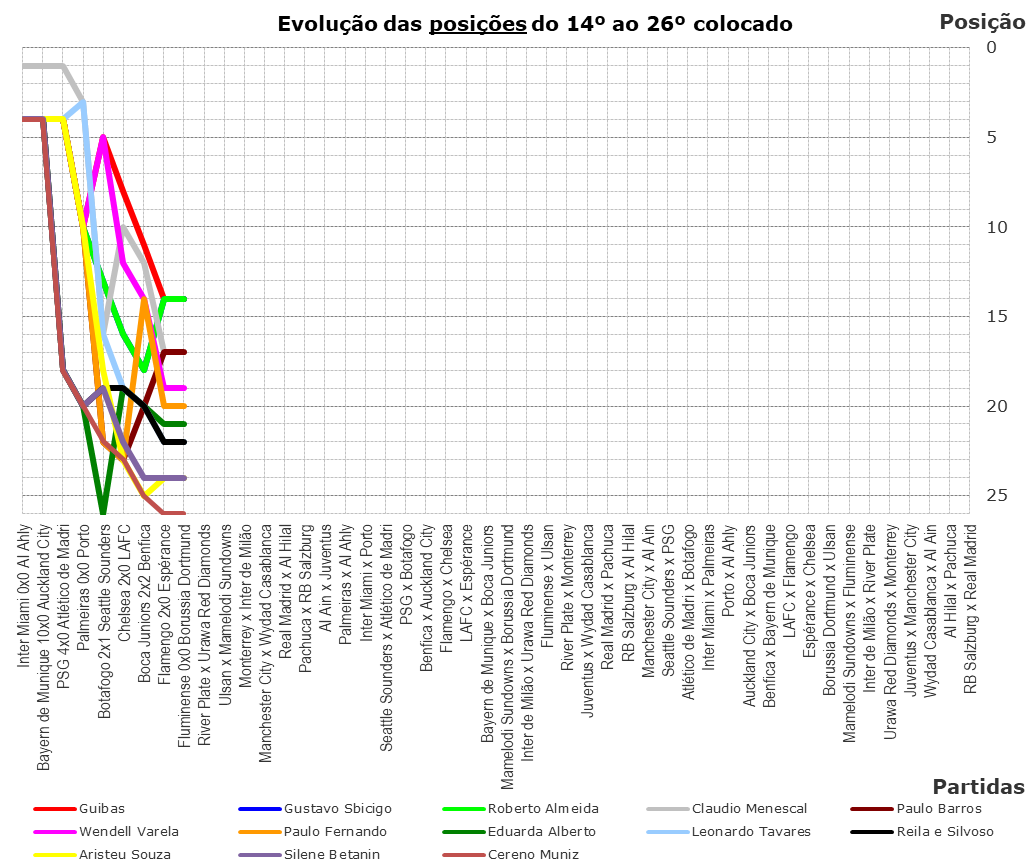 Evolução das posições do 14º ao 26º colocado
Posição
0
5
10
15
20
25
Inter Miami 0x0 Al Ahly
Bayern de Munique 10x0 Auckland City
PSG 4x0 Atlético de Madri
Palmeiras 0x0 Porto
Botafogo 2x1 Seattle Sounders
Chelsea 2x0 LAFC
Boca Juniors 2x2 Benfica
Flamengo 2x0 Espérance
Fluminense 0x0 Borussia Dortmund
River Plate x Urawa Red Diamonds
Ulsan x Mamelodi Sundowns
Monterrey x Inter de Milão
Manchester City x Wydad Casablanca
Real Madrid x Al Hilal
Pachuca x RB Salzburg
Al Ain x Juventus
Palmeiras x Al Ahly
Inter Miami x Porto
Seattle Sounders x Atlético de Madri
PSG x Botafogo
Benfica x Auckland City
Flamengo x Chelsea
LAFC x Espérance
Bayern de Munique x Boca Juniors
Mamelodi Sundowns x Borussia Dortmund
Inter de Milão x Urawa Red Diamonds
Fluminense x Ulsan
River Plate x Monterrey
Juventus x Wydad Casablanca
Real Madrid x Pachuca
RB Salzburg x Al Hilal
Manchester City x Al Ain
Seattle Sounders x PSG
Atlético de Madri x Botafogo
Inter Miami x Palmeiras
Porto x Al Ahly
Auckland City x Boca Juniors
Benfica x Bayern de Munique
LAFC x Flamengo
Espérance x Chelsea
Borussia Dortmund x Ulsan
Mamelodi Sundowns x Fluminense
Inter de Milão x River Plate
Urawa Red Diamonds x Monterrey
Juventus x Manchester City
Wydad Casablanca x Al Ain
Al Hilal x Pachuca
RB Salzburg x Real Madrid
Partidas
Guibas Gustavo Sbicigo Roberto Almeida Claudio Menescal Paulo Barros
Wendell Varela Paulo Fernando Eduarda Alberto Leonardo Tavares Reila e Silvoso
Aristeu Souza Silene Betanin Cereno Muniz